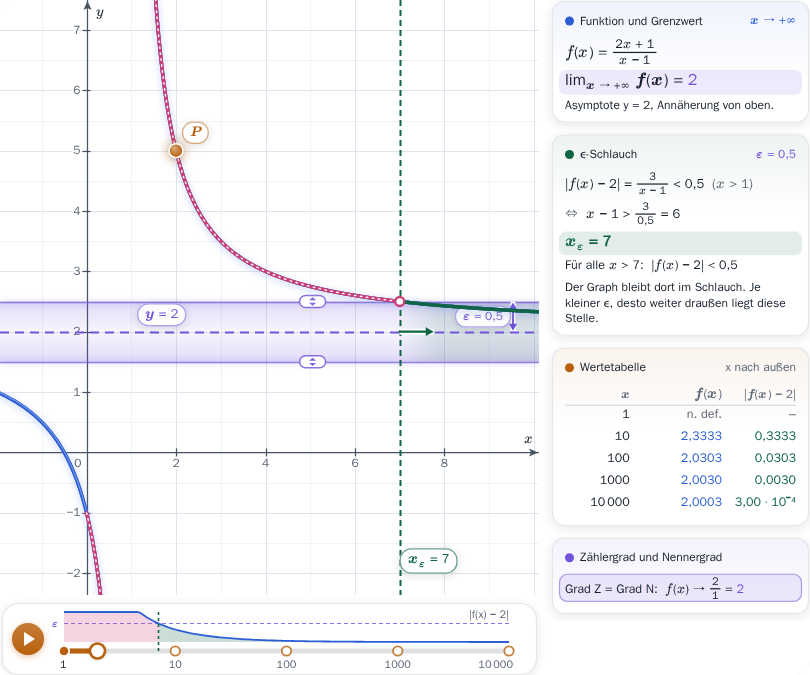 y
7
6
5
4
3
2
1
0
−1
−2
2
4
6
8
x
P
y = 2
ε = 0,5
x_ε = 7
Funktion und Grenzwert
x → +∞
f(x) = (2x + 1)/(x − 1)
lim x → +∞ f(x) = 2
Asymptote y = 2, Annäherung von oben.
ϵ-Schlauch
ε = 0,5
|f(x) − 2| = 3/(x − 1) < 0,5 (x > 1)
⇔ x − 1 > 3/0,5 = 6
x_ε = 7
Für alle x > 7: |f(x) − 2| < 0,5
Der Graph bleibt dort im Schlauch. Je
kleiner ϵ, desto weiter draußen liegt diese
Stelle.
Wertetabelle
x nach außen
x f(x) |f(x) − 2|
1 n. def. –
10 2,3333 0,3333
100 2,0303 0,0303
1000 2,0030 0,0030
10 000 2,0003 3,00 · 10⁻⁴
Zählergrad und Nennergrad
Grad Z = Grad N: f(x) → 2/1 = 2
ε
|f(x) − 2|
1 10 100 1000 10 000